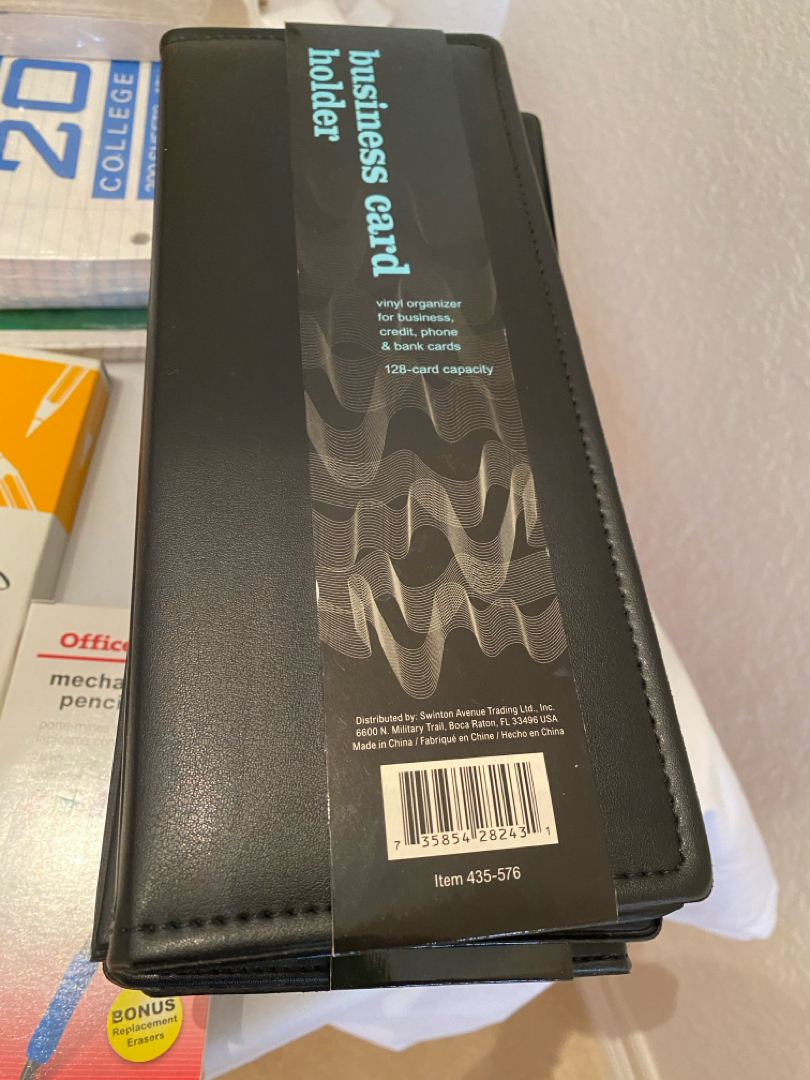 business card
holder
vinyl organizer
for business,
credit, phone
& bank cards
128-card capacity
Distributed by: Swinton Avenue Trading Ltd., Inc.
6600 N. Military Trail, Boca Raton, FL 33496 USA
Made in China / Fabriqué en Chine / Hecho en China
7 35854 28243 1
Item 435-576
20
COLLEGE
Office
mecha
penci
BONUS
Replacement
Erasers